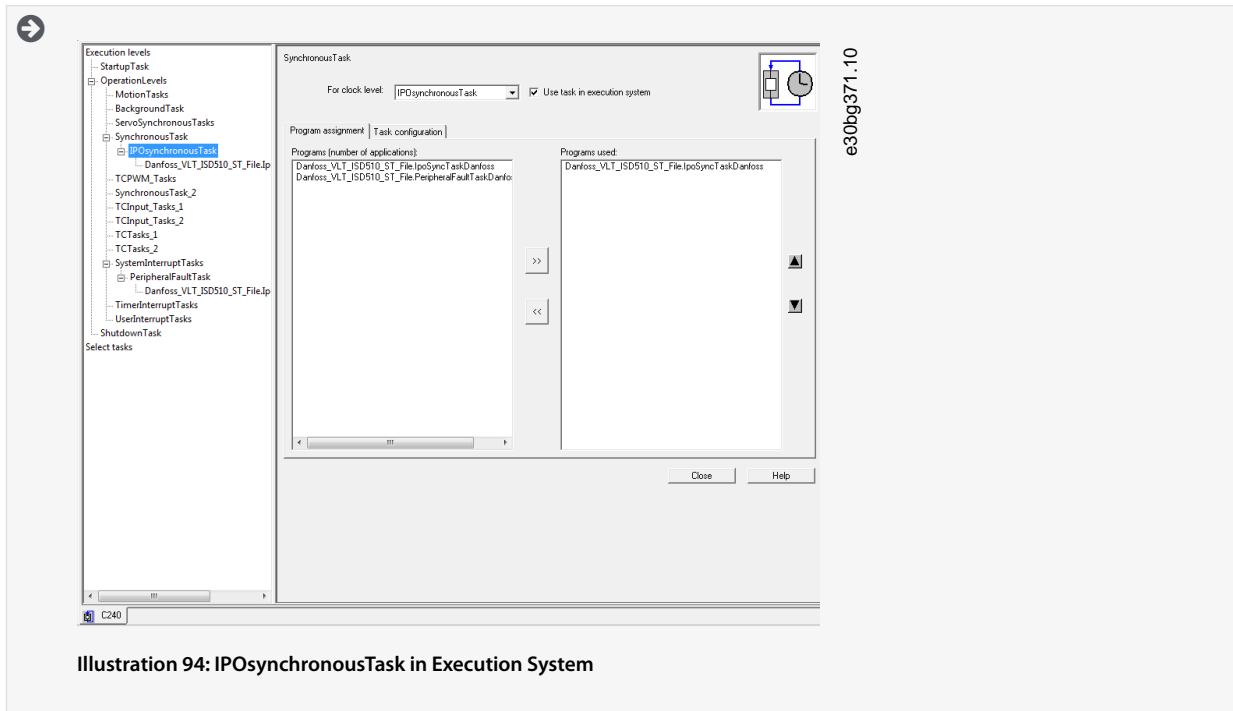 Execution levels
StartupTask
OperationLevels
MotionTasks
BackgroundTask
ServoSynchronousTasks
SynchronousTask
IPOsynchronousTask
Danfoss_VLT_ISD510_ST_File.Ip
TCPWM_Tasks
SynchronousTask_2
TCInput_Tasks_1
TCInput_Tasks_2
TCTasks_1
TCTasks_2
SystemInterruptTasks
PeripheralFaultTask
Danfoss_VLT_ISD510_ST_File.Ip
TimerInterruptTasks
UserInterruptTasks
ShutdownTask
Select tasks
C240
SynchronousTask
For clock level: IPOsynchronousTask Use task in execution system
Program assignment Task configuration
Programs (number of applications):
Danfoss_VLT_ISD510_ST_File.IpoSyncTaskDanfoss
Danfoss_VLT_ISD510_ST_File.PeripheralFaultTaskDanfo
>>
<<
Programs used:
Danfoss_VLT_ISD510_ST_File.IpoSyncTaskDanfoss
Close Help
e30bg371.10
Illustration 94: IPOsynchronousTask in Execution System